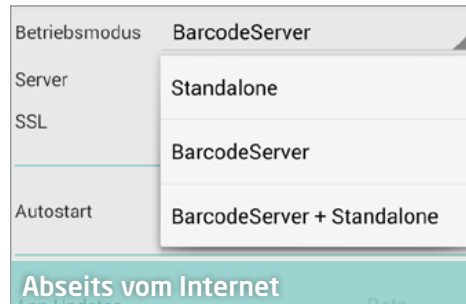 Betriebsmodus BarcodeServer
Server
Standalone
SSL
BarcodeServer
Autostart
BarcodeServer + Standalone
Abseits vom Internet